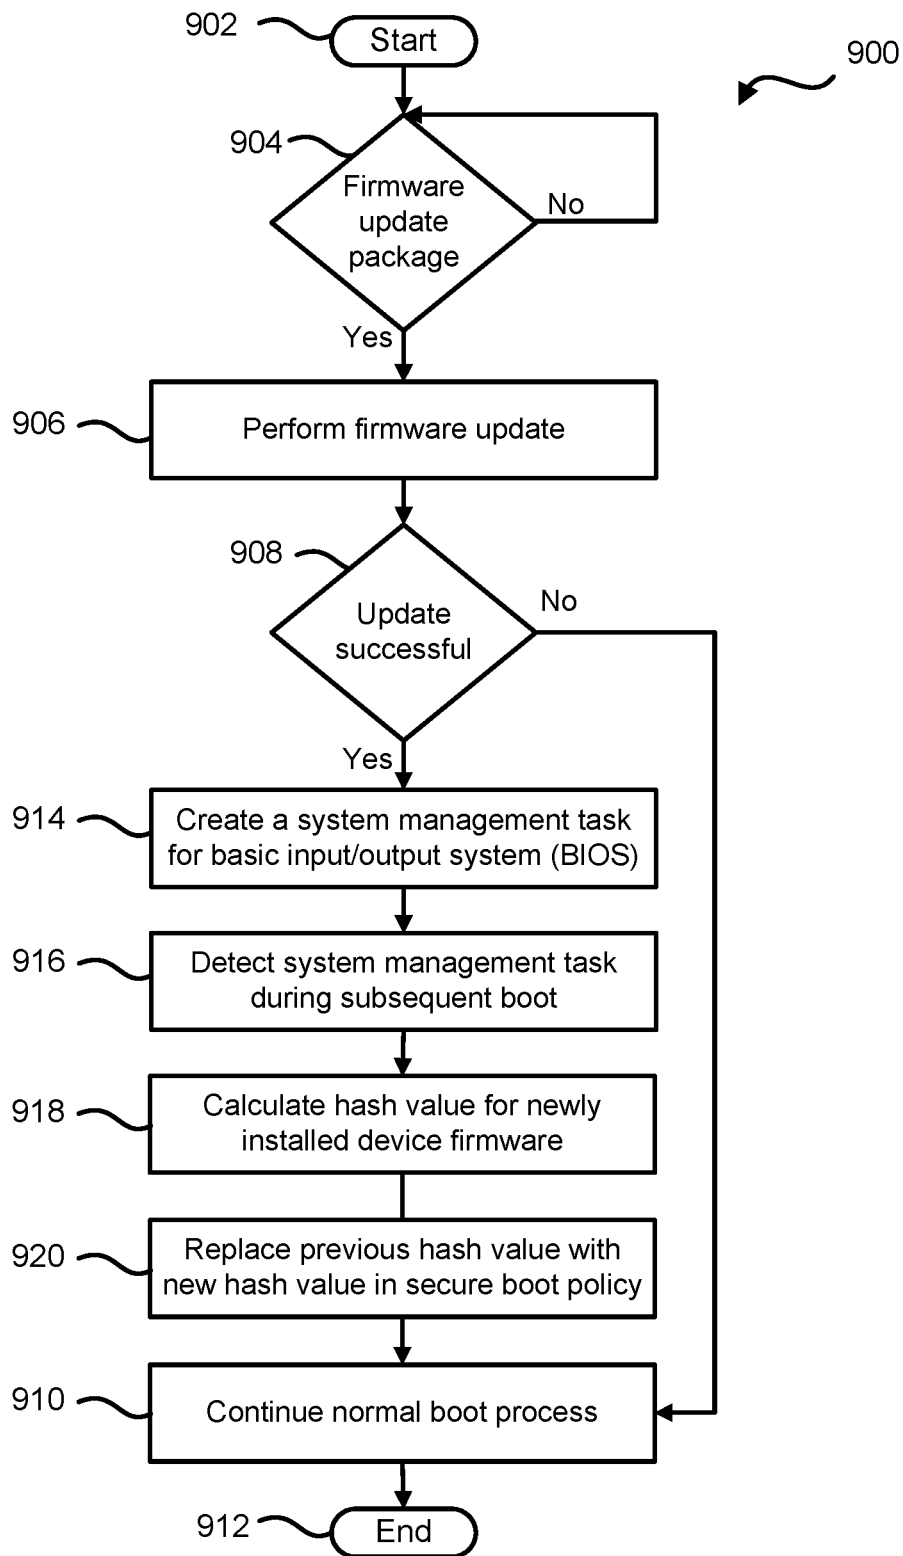 902
Start
900
904
Firmware
update
package
No
Yes
906
Perform firmware update
908
Update
successful
No
Yes
914
Create a system management task
for basic input/output system (BIOS)
916
Detect system management task
during subsequent boot
918
Calculate hash value for newly
installed device firmware
920
Replace previous hash value with
new hash value in secure boot policy
910
Continue normal boot process
912
End